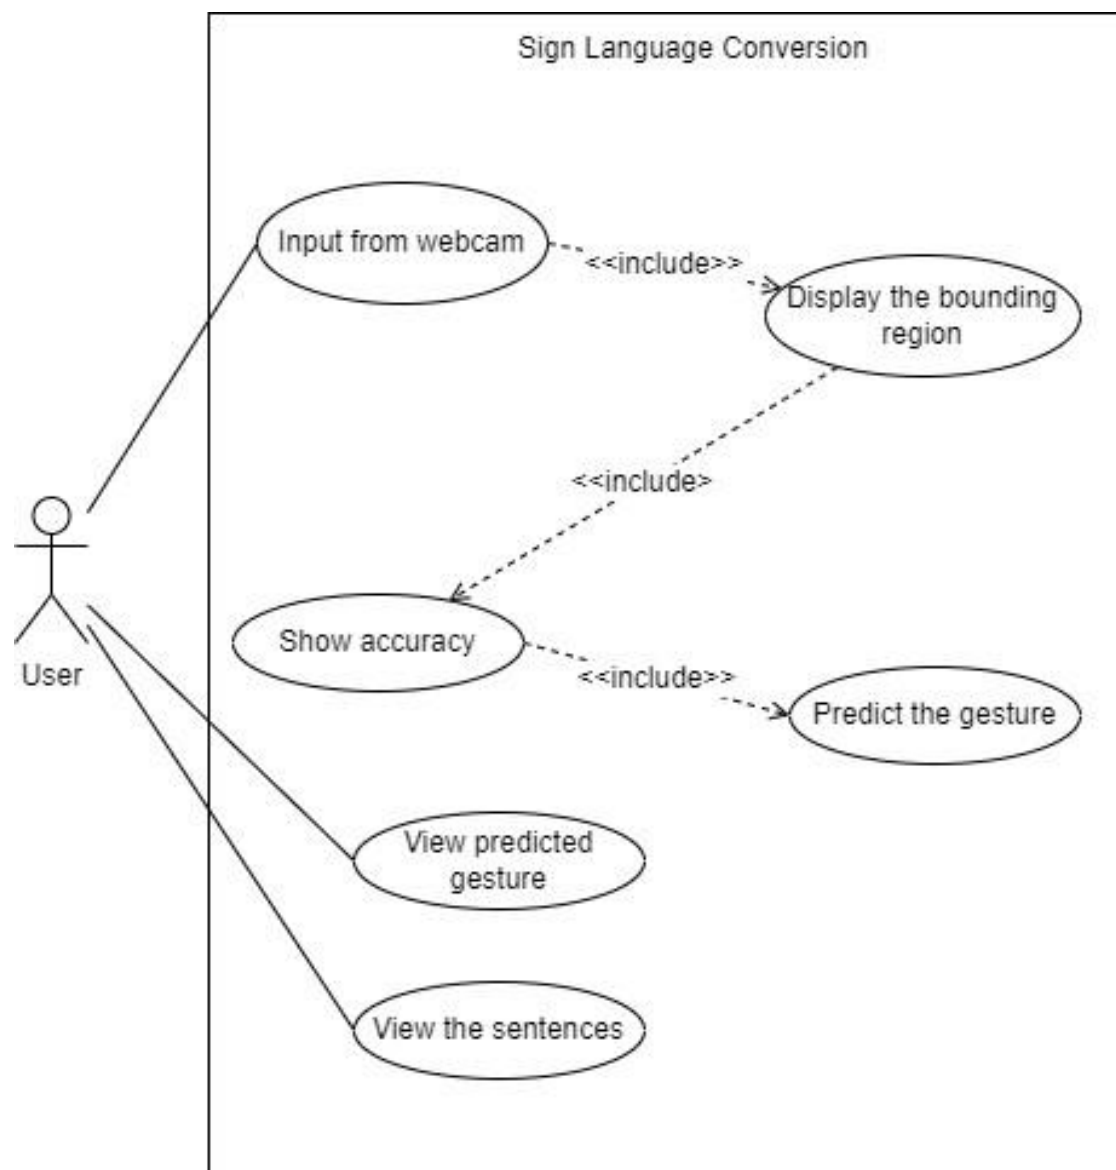 Sign Language Conversion
Input from webcam
<<include>>
Display the bounding
region
<<include>
Show accuracy
<<include>>
User
Predict the gesture
View predicted
gesture
View the sentences